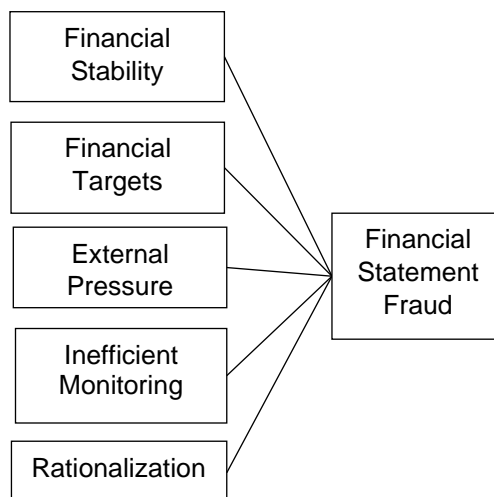 Financial
Stability
Financial
Targets
External
Pressure
Inefficient
Monitoring
Rationalization
Financial
Statement
Fraud